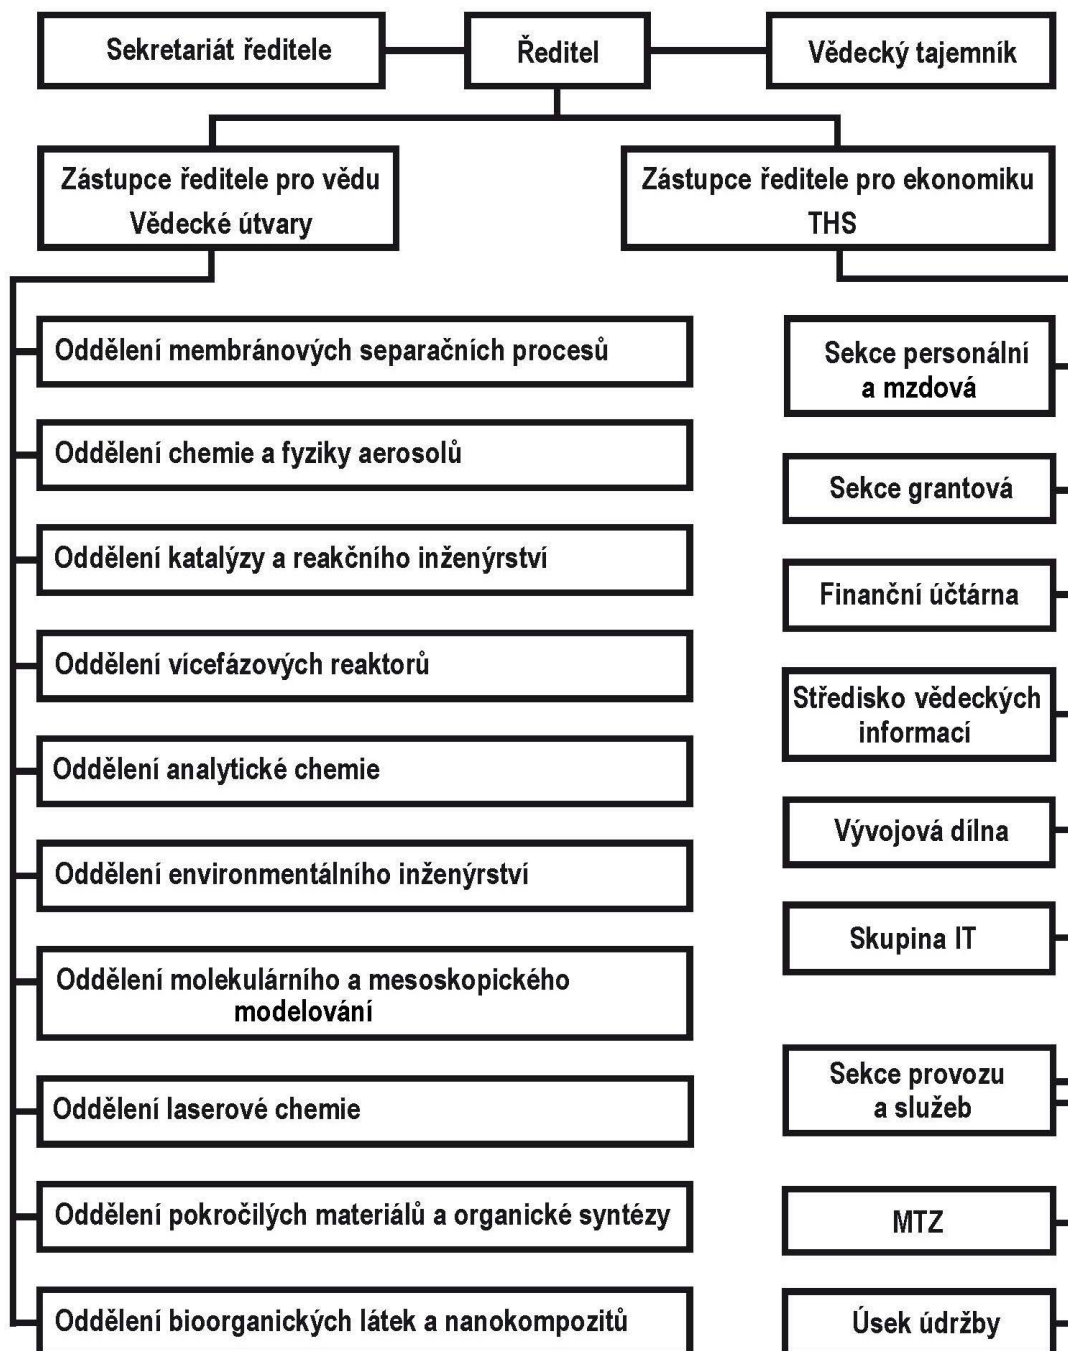 Sekretariát ředitele
Ředitel
Vědecký tajemník
Zástupce ředitele pro vědu
Vědecké útvary
Zástupce ředitele pro ekonomiku
THS
Oddělení membránových separačních procesů
Oddělení chemie a fyziky aerosolů
Oddělení katalýzy a reakčního inženýrství
Oddělení vícefázových reaktorů
Oddělení analytické chemie
Oddělení environmentálního inženýrství
Oddělení molekulárního a mesoskopického
modelování
Oddělení laserové chemie
Oddělení pokročilých materiálů a organické syntézy
Oddělení bioorganických látek a nanokompozitů
Sekce personální
a mzdová
Sekce grantová
Finanční účtárna
Středisko vědeckých
informací
Vývojová dílna
Skupina IT
Sekce provozu
a služeb
MTZ
Úsek údržby